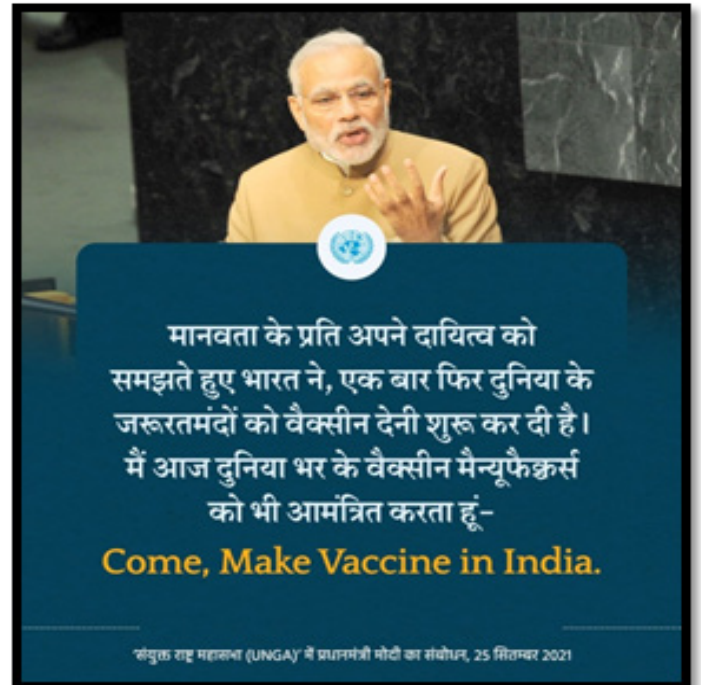 मानवता के प्रति अपने दायित्व को
समझते हुए भारत ने, एक बार फिर दुनिया के
जरूरतमंदों को वैक्सीन देनी शुरू कर दी है।
मैं आज दुनिया भर के वैक्सीन मैन्यूफैक्चर्स
को भी आमंत्रित करता हूं-
Come, Make Vaccine in India.
'संयुक्त राष्ट्र महासभा (UNGA)' में प्रधानमंत्री मोदी का संबोधन, 25 सितम्बर 2021